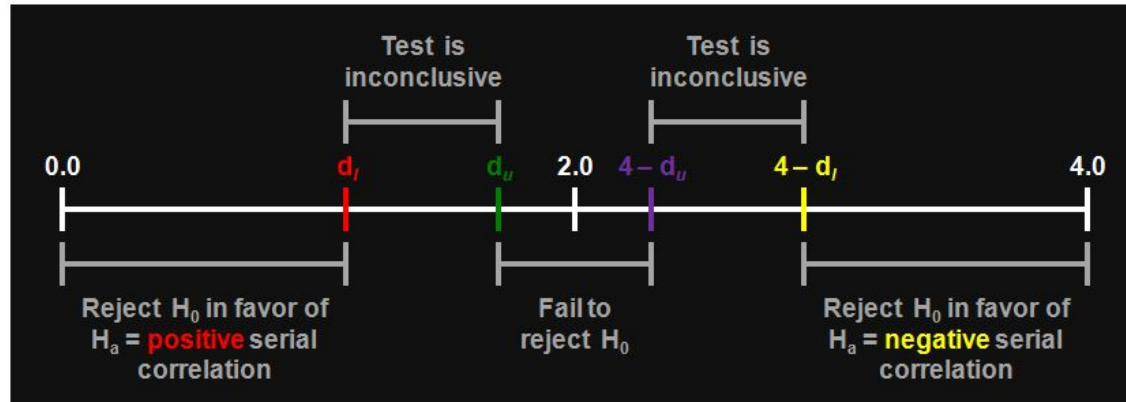 Test is
inconclusive
Test is
inconclusive
0.0 dₗ dᵤ 2.0 4 – dᵤ 4 – dₗ 4.0
Reject H₀ in favor of
Hₐ = positive serial
correlation
Fail to
reject H₀
Reject H₀ in favor of
Hₐ = negative serial
correlation